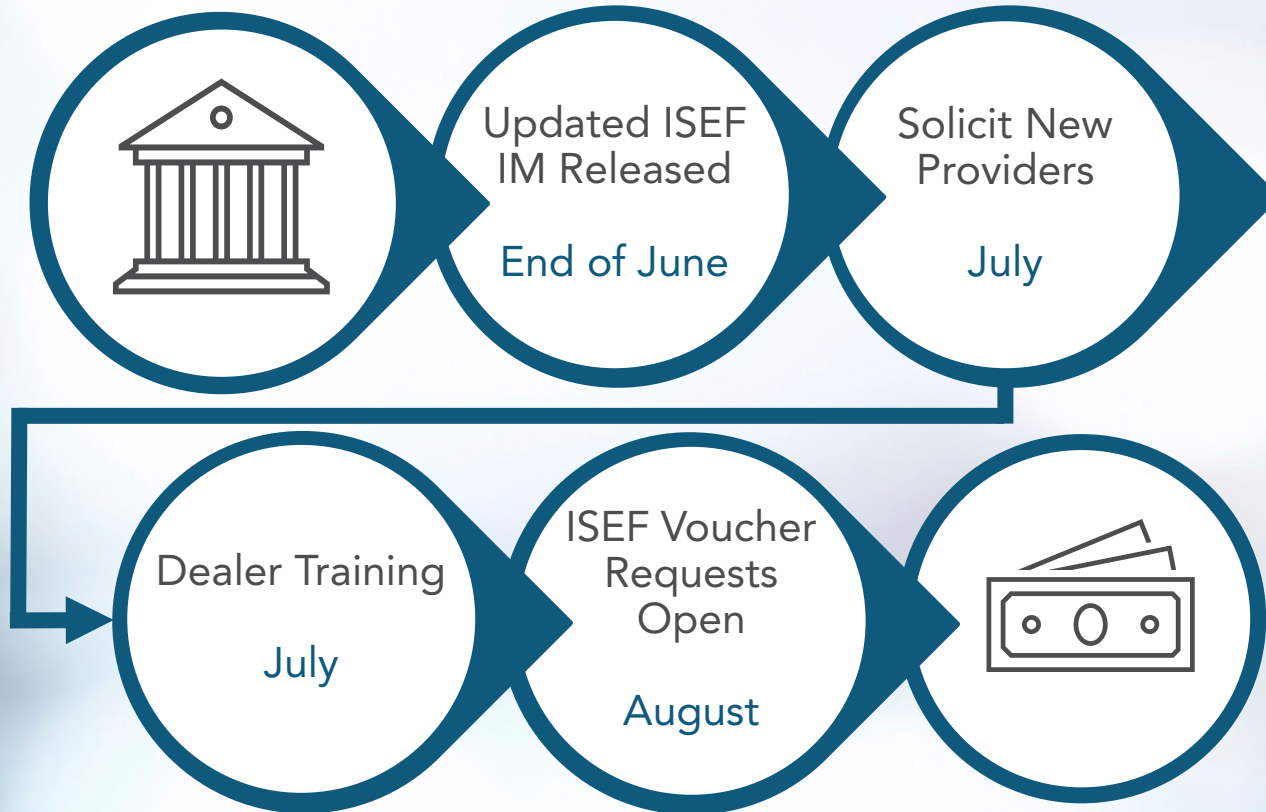 Updated ISEF
IM Released
End of June
Solicit New
Providers
July
Dealer Training
July
ISEF Voucher
Requests
Open
August